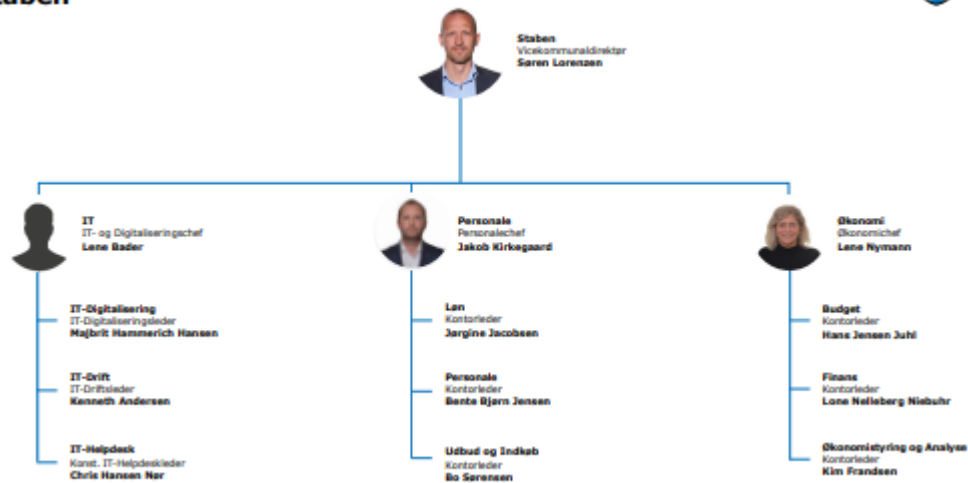 Staben
Staben
Vicekommunaldirektør
Søren Lorenzen
IT
IT- og Digitaliseringschef
Lene Bader
Personale
Personalechef
Jakob Kirkegaard
Økonomi
Økonomichef
Lene Nymann
IT-Digitalisering
IT-Digitaliseringsleder
Majbrit Hammerich Hansen
Løn
Kontorleder
Jørgine Jacobsen
Budget
Kontorleder
Hans Jensen Juhl
IT-Drift
IT-Driftsleder
Kenneth Andersen
Personale
Kontorleder
Bente Bjørn Jensen
Finans
Kontorleder
Lone Nelleberg Niebuhr
IT-Helpdesk
Konst. IT-Helpdeskleder
Chris Hansen Nør
Udbud og Indkøb
Kontorleder
Bo Sørensen
Økonomistyring og Analyse
Kontorleder
Kim Frandsen